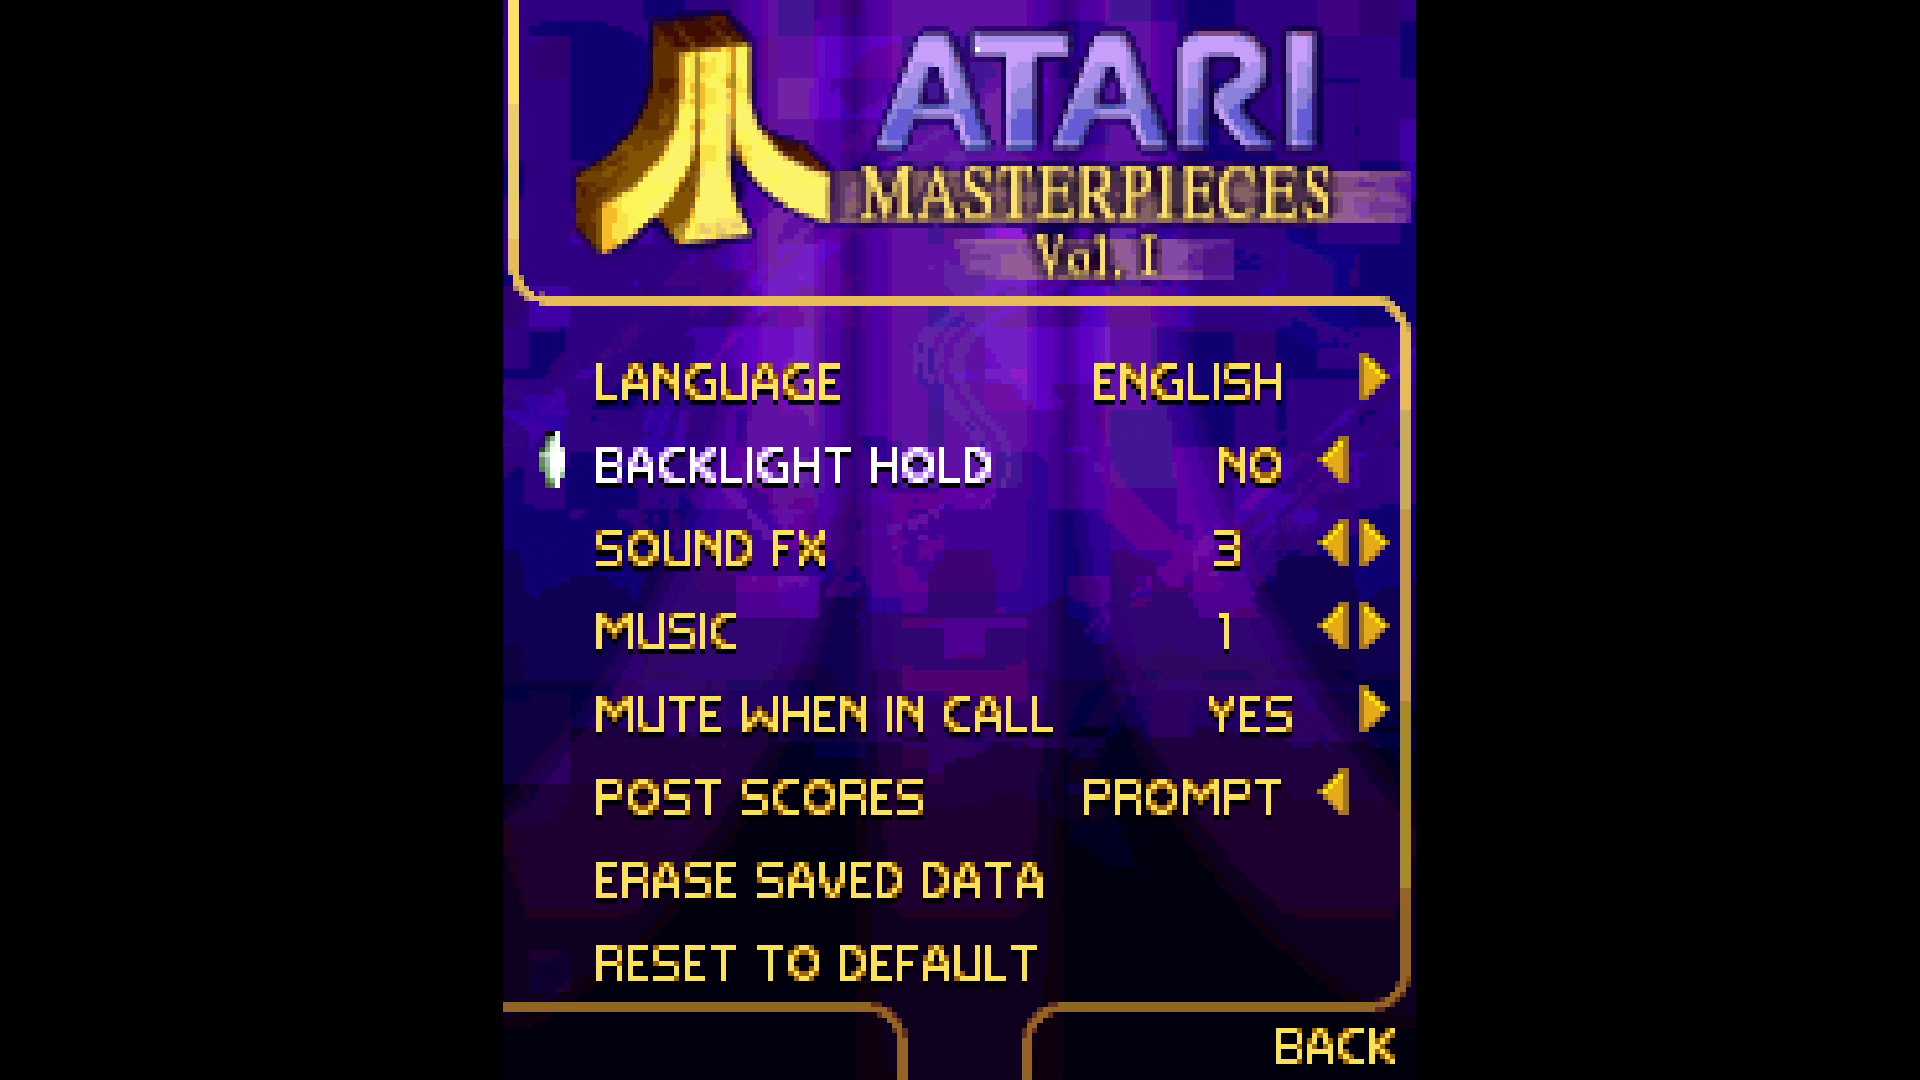 ATARI
MASTERPIECES
Vol. I
LANGUAGE ENGLISH
BACKLIGHT HOLD NO
SOUND FX 3
MUSIC 1
MUTE WHEN IN CALL YES
POST SCORES PROMPT
ERASE SAVED DATA
RESET TO DEFAULT
BACK